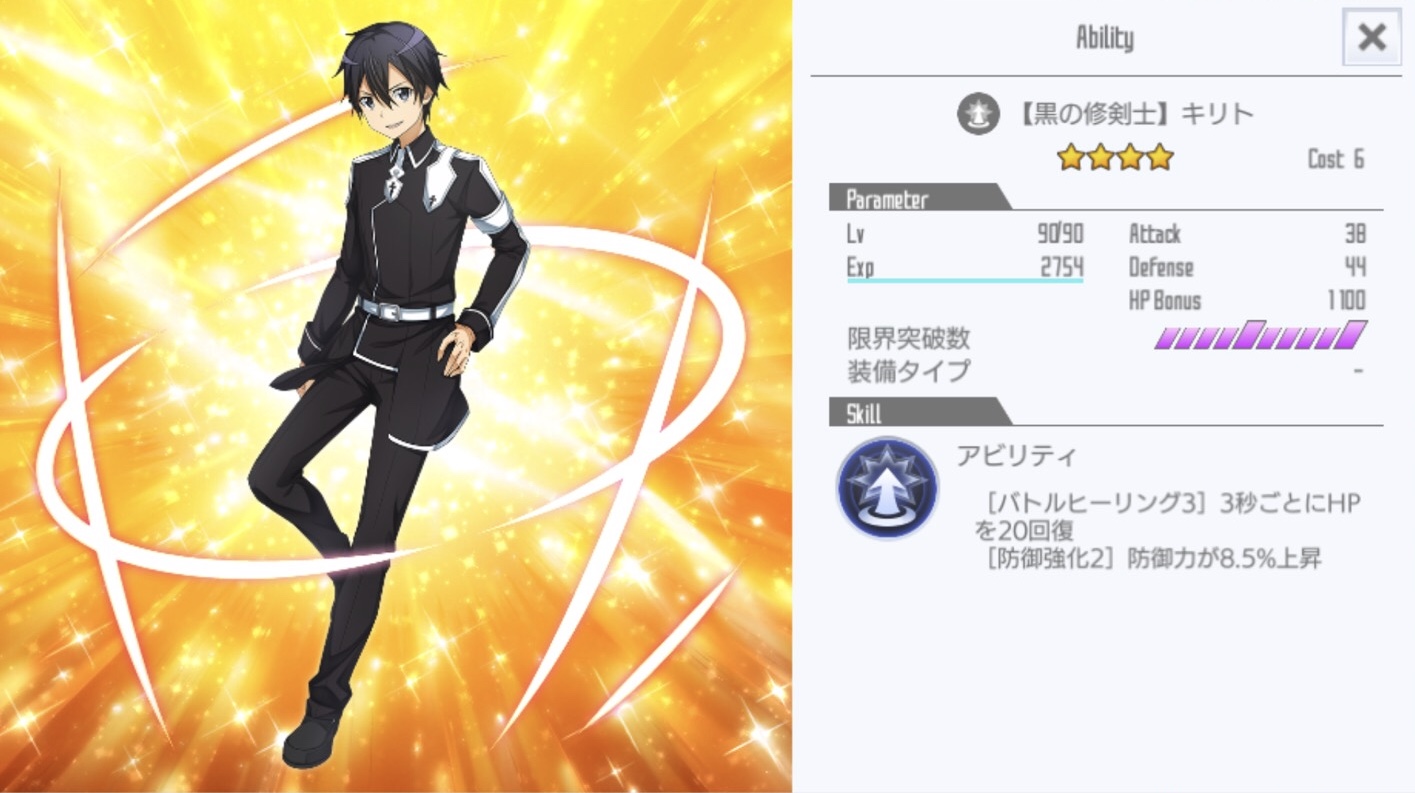 Ability
【黒の修剣士】キリト
Cost 6
Parameter
Lv 90/90
Attack 38
Exp 2754
Defense 44
HP Bonus 1100
限界突破数
装備タイプ -
Skill
アビリティ
［バトルヒーリング3］3秒ごとにHP
を20回復
［防御強化2］防御力が8.5%上昇